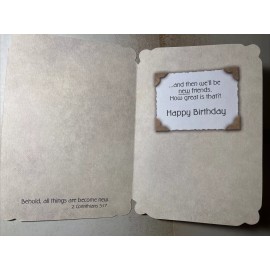 Behold, all things are become new.
2 Corinthians 5:17
...and then we'll be
new friends.
How great is that?!
Happy Birthday